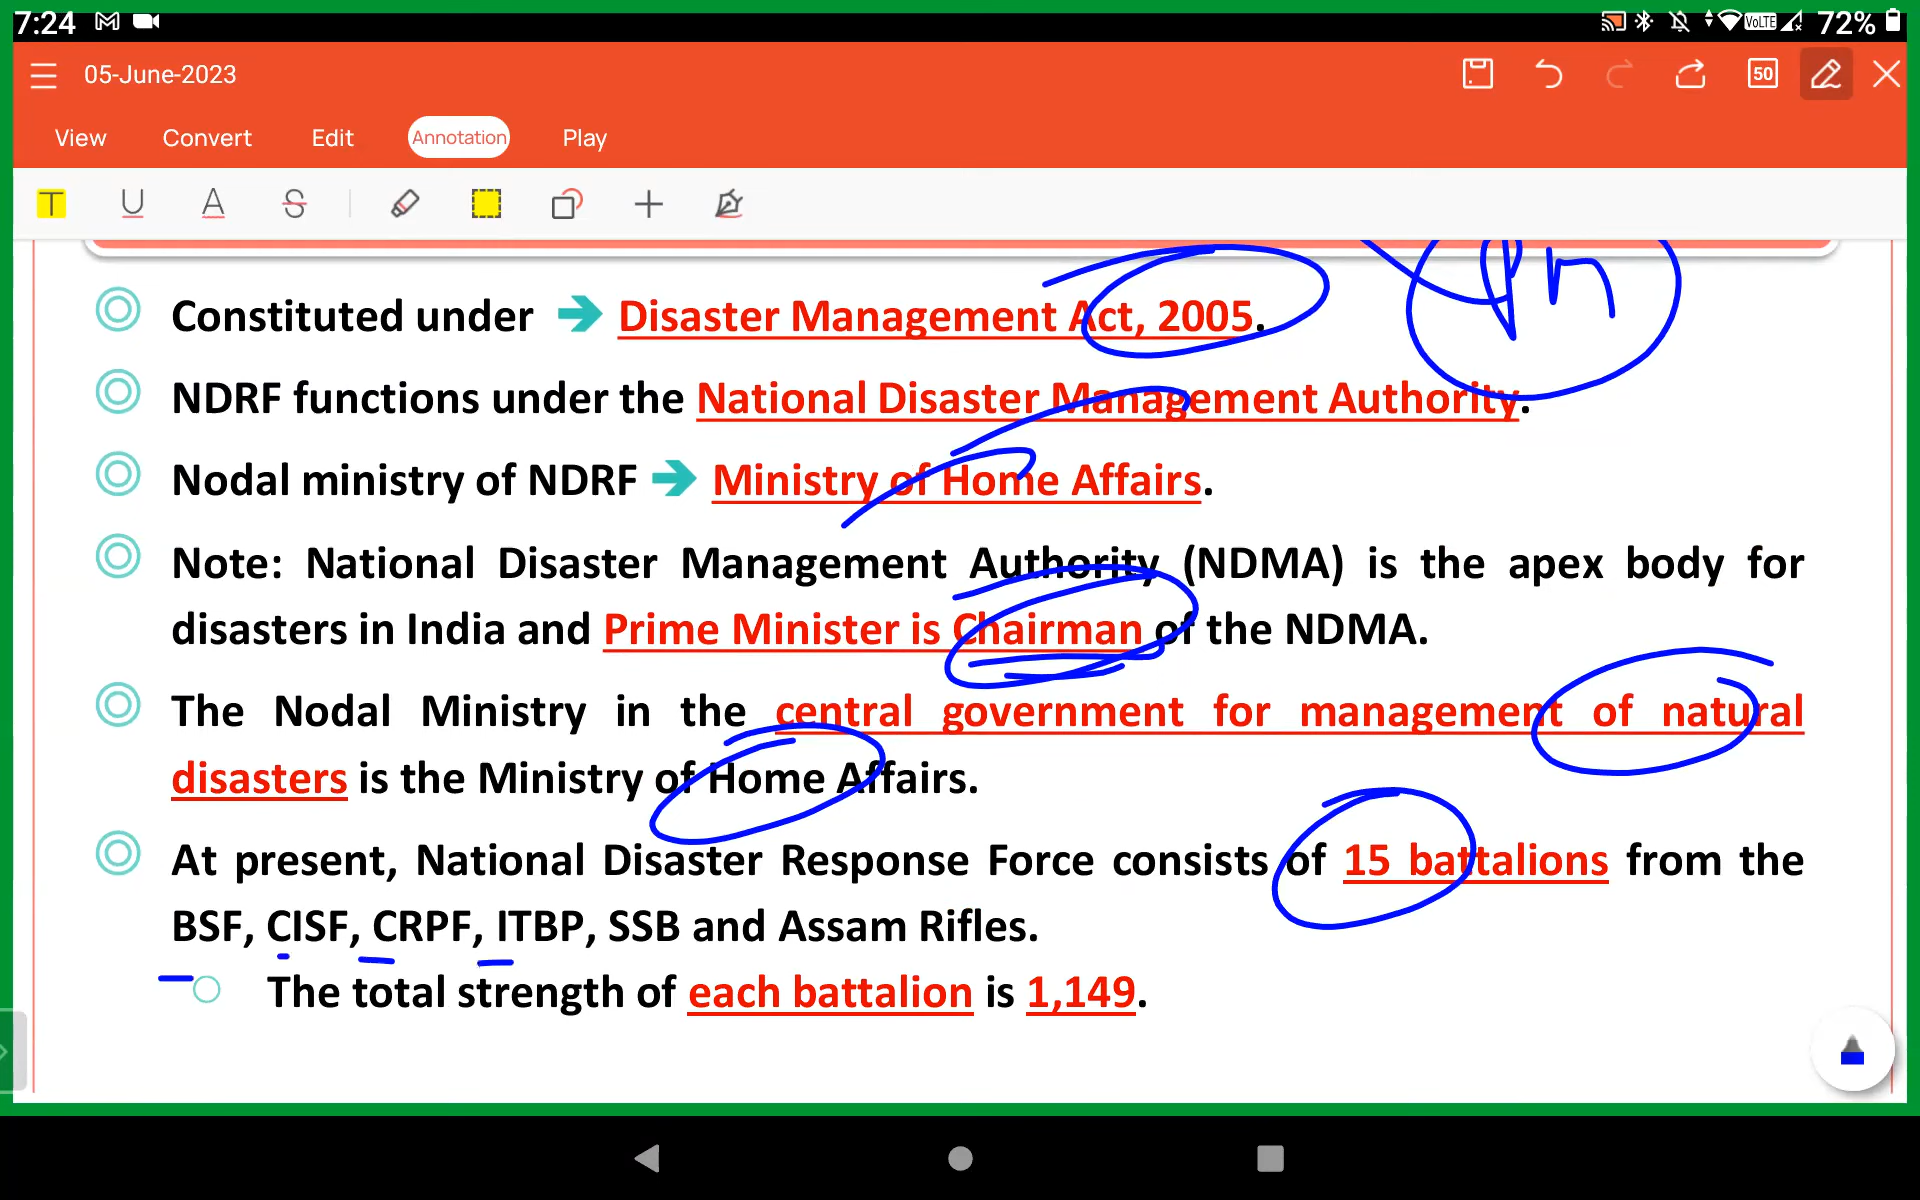 7:24 VoLTE 72%
05-June-2023 50
View Convert Edit Annotation Play
T U A S
Constituted under Disaster Management Act, 2005.
NDRF functions under the National Disaster Management Authority.
Nodal ministry of NDRF Ministry of Home Affairs.
Note: National Disaster Management Authority (NDMA) is the apex body for
disasters in India and Prime Minister is Chairman of the NDMA.
The Nodal Ministry in the central government for management of natural
disasters is the Ministry of Home Affairs.
At present, National Disaster Response Force consists of 15 battalions from the
BSF, CISF, CRPF, ITBP, SSB and Assam Rifles.
The total strength of each battalion is 1,149.